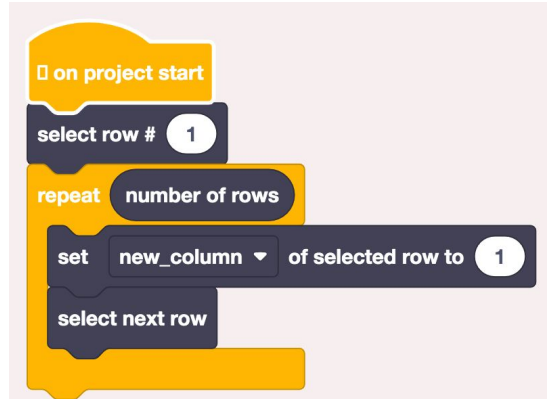 on project start
select row # 1
repeat number of rows
set new_column of selected row to 1
select next row